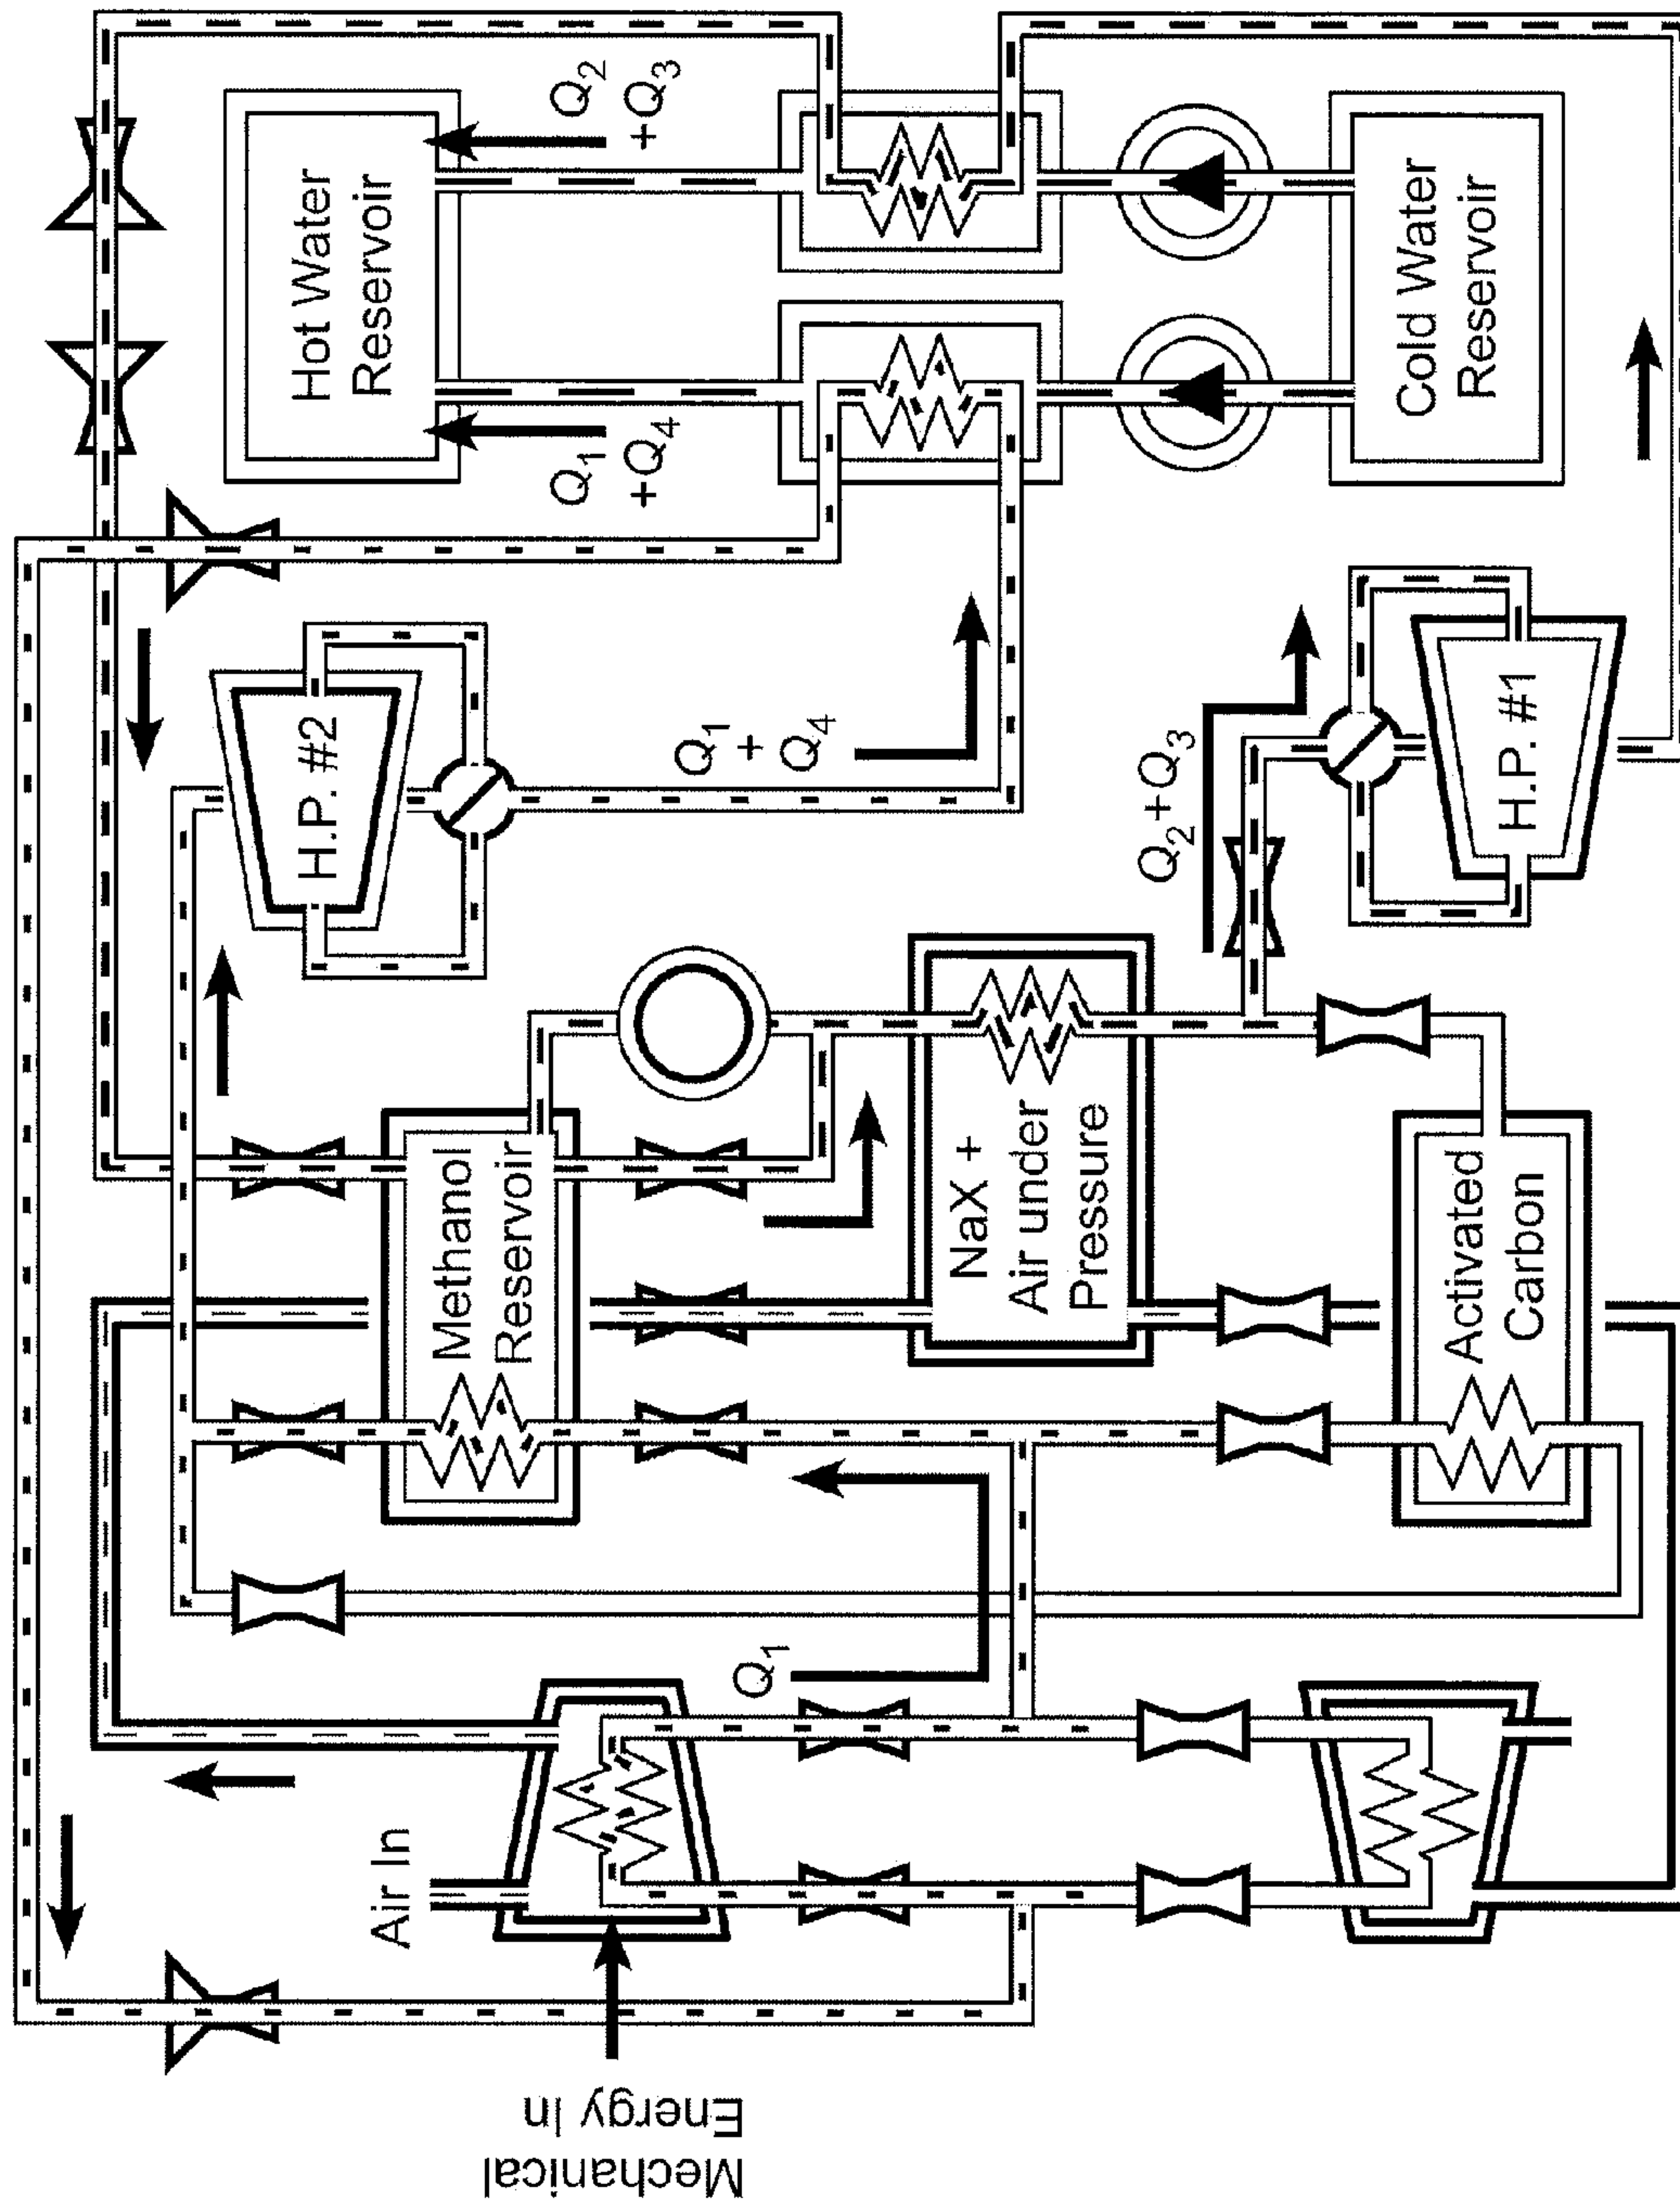 Hot Water
Reservoir
Q2
+Q3
Q1
+Q4
Cold Water
Reservoir
H.P. #2
Q1
+ Q4
Q2+Q3
H.P. #1
Methanol
Reservoir
NaX +
Air under
Pressure
Activated
Carbon
Q1
Air In
Mechanical
Energy In